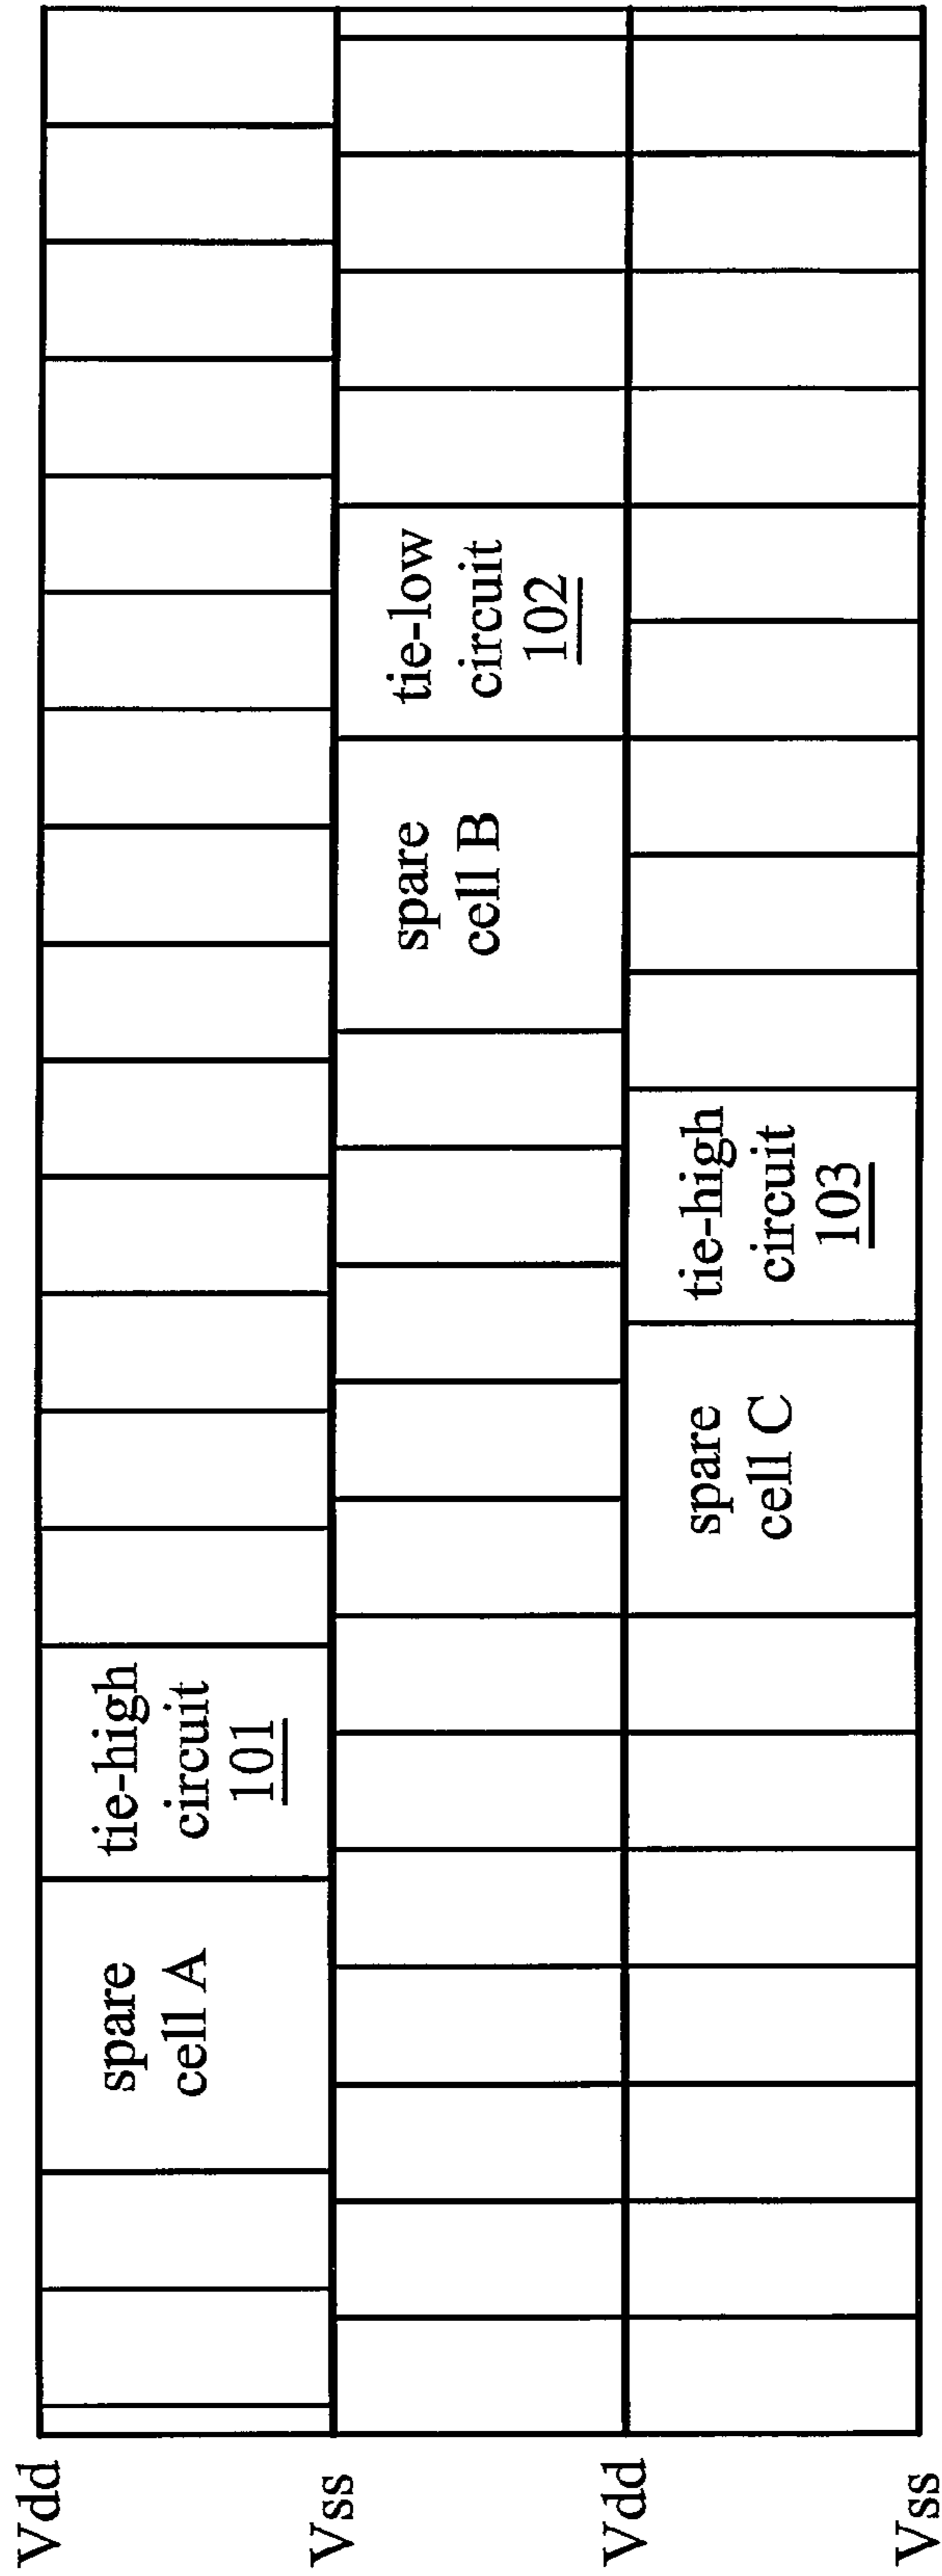 Vdd
spare
cell A
tie-high
circuit
101
Vss
spare
cell B
tie-low
circuit
102
Vdd
spare
cell C
tie-high
circuit
103
Vss